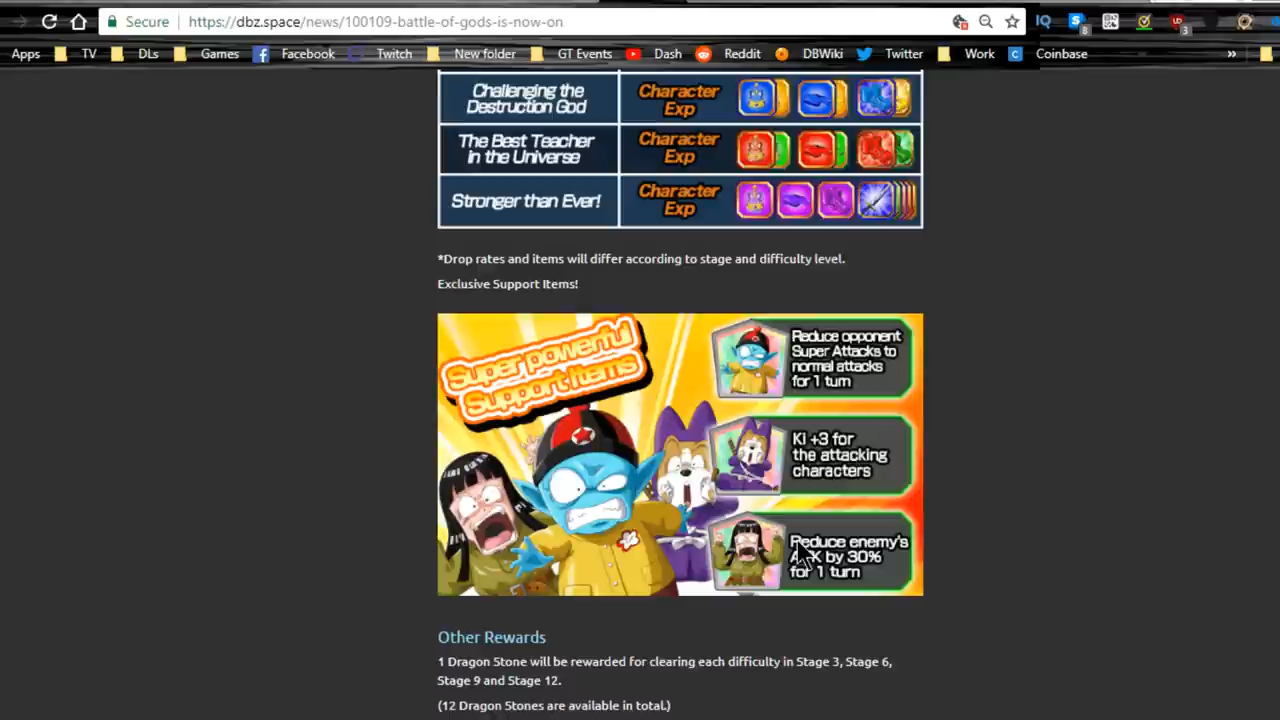 Secure https://dbz.space/news/100109-battle-of-gods-is-now-on
IQ 8 UD 3
Apps TV DLs Games Facebook Twitch New folder GT Events Dash Reddit DBWiki Twitter Work Coinbase »
Challenging the
Destruction God
Character
Exp
The Best Teacher
in the Universe
Character
Exp
Stronger than Ever!
Character
Exp
*Drop rates and items will differ according to stage and difficulty level.
Exclusive Support Items!
Super powerful
Support Items
Reduce opponent
Super Attacks to
normal attacks
for 1 turn
Ki +3 for
the attacking
characters
Reduce enemy's
ATK by 30%
for 1 turn
Other Rewards
1 Dragon Stone will be rewarded for clearing each difficulty in Stage 3, Stage 6,
Stage 9 and Stage 12.
(12 Dragon Stones are available in total.)